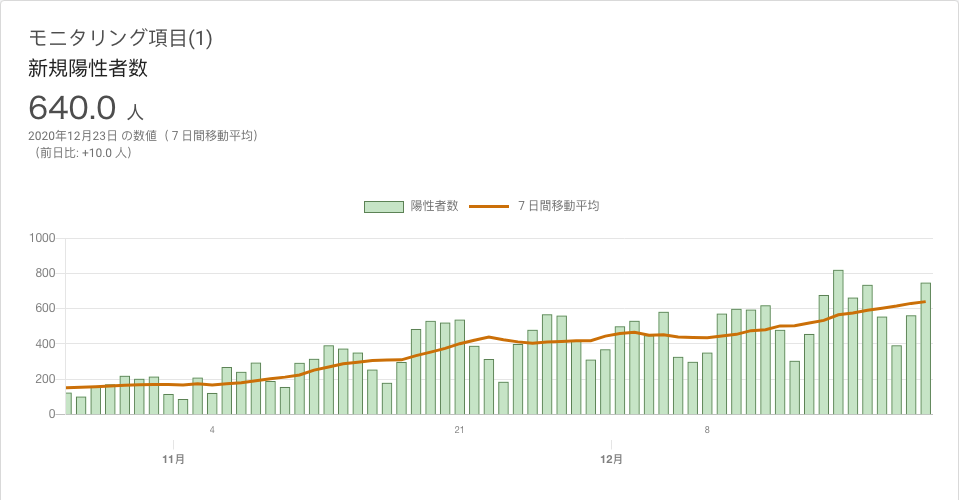 モニタリング項目(1)
新規陽性者数
640.0 人
2020年12月23日 の数値（７日間移動平均）
（前日比: +10.0 人）
陽性者数 ７日間移動平均
1000
800
600
400
200
0
4 21 8
11月 12月